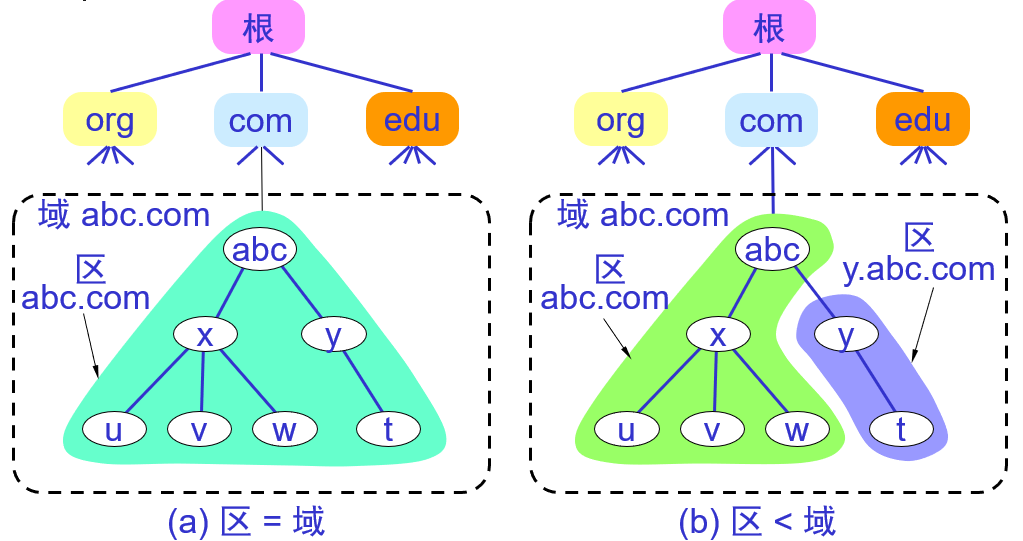 根
org
com
edu
域 abc.com
区
abc.com
abc
x
y
u
v
w
t
(a) 区 = 域
根
org
com
edu
域 abc.com
区
abc.com
区
y.abc.com
abc
x
y
u
v
w
t
(b) 区 < 域